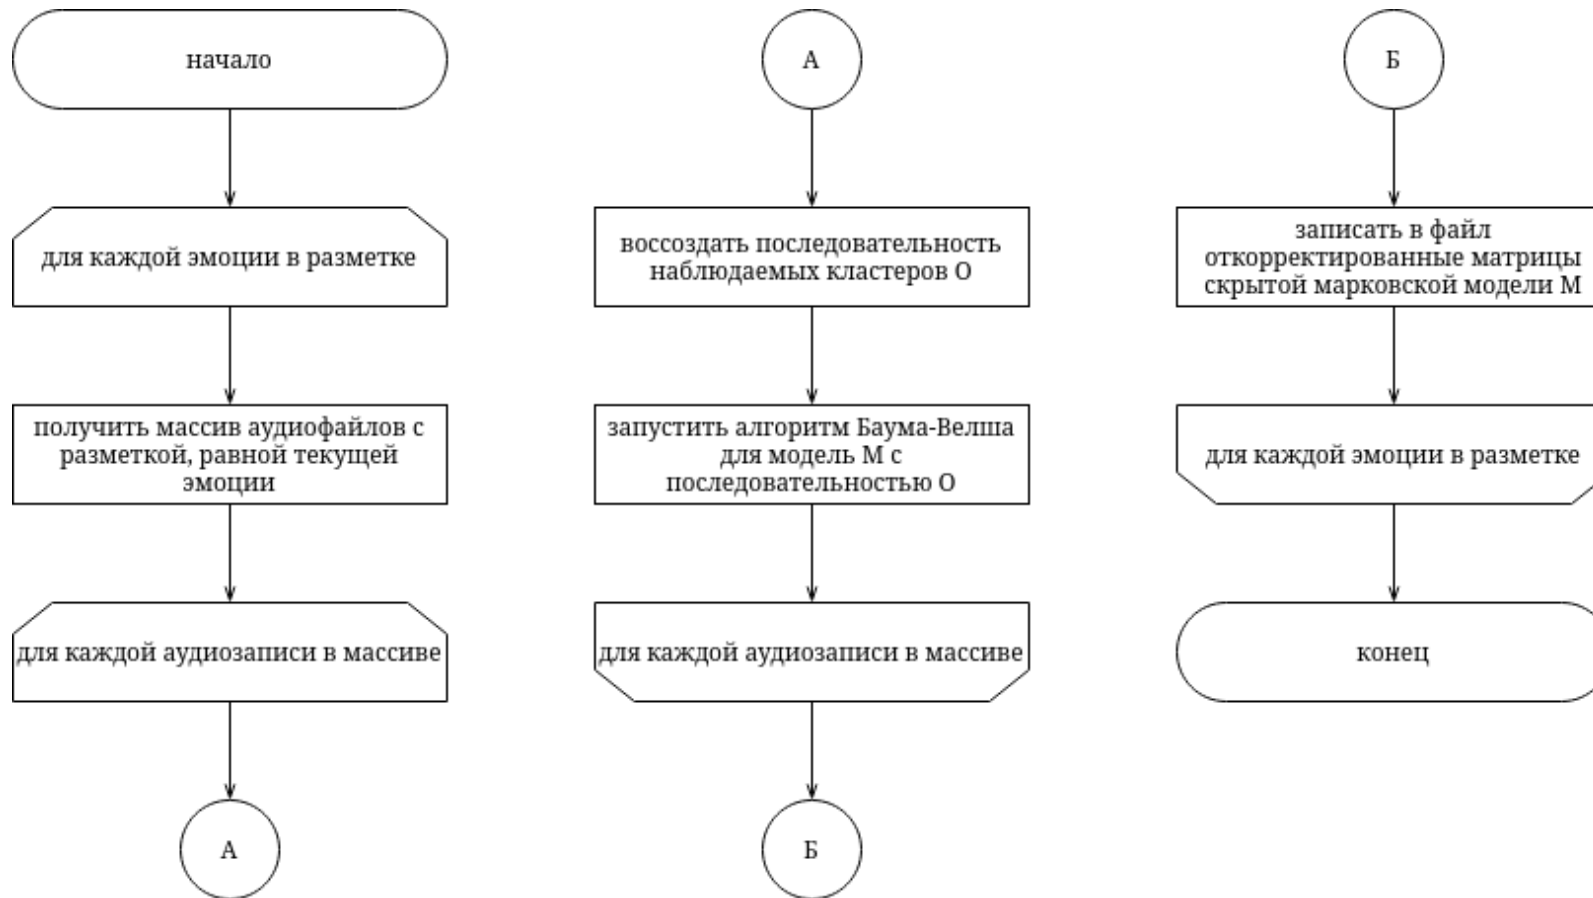 начало
для каждой эмоции в разметке
получить массив аудиофайлов с
разметкой, равной текущей
эмоции
для каждой аудиозаписи в массиве
А
А
воссоздать последовательность
наблюдаемых кластеров О
запустить алгоритм Баума-Велша
для модель М с
последовательностью О
для каждой аудиозаписи в массиве
Б
Б
записать в файл
откорректированные матрицы
скрытой марковской модели М
для каждой эмоции в разметке
конец